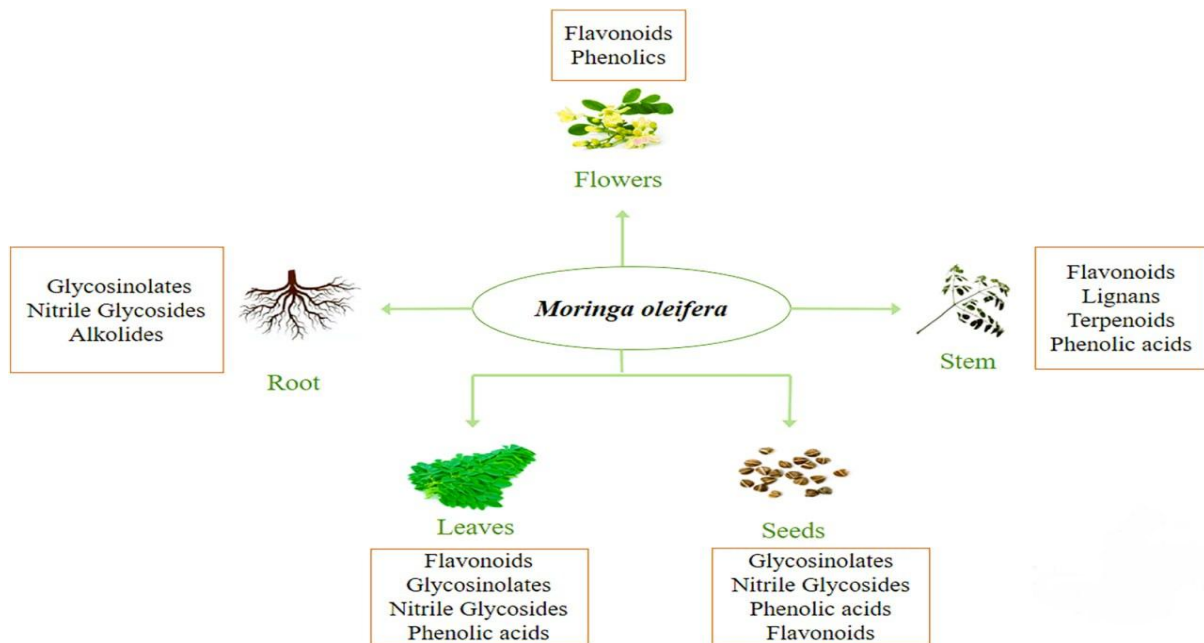 Flavonoids
Phenolics
Flowers
Glycosinolates
Nitrile Glycosides
Alkolides
Root
Moringa oleifera
Flavonoids
Lignans
Terpenoids
Phenolic acids
Stem
Leaves
Flavonoids
Glycosinolates
Nitrile Glycosides
Phenolic acids
Seeds
Glycosinolates
Nitrile Glycosides
Phenolic acids
Flavonoids